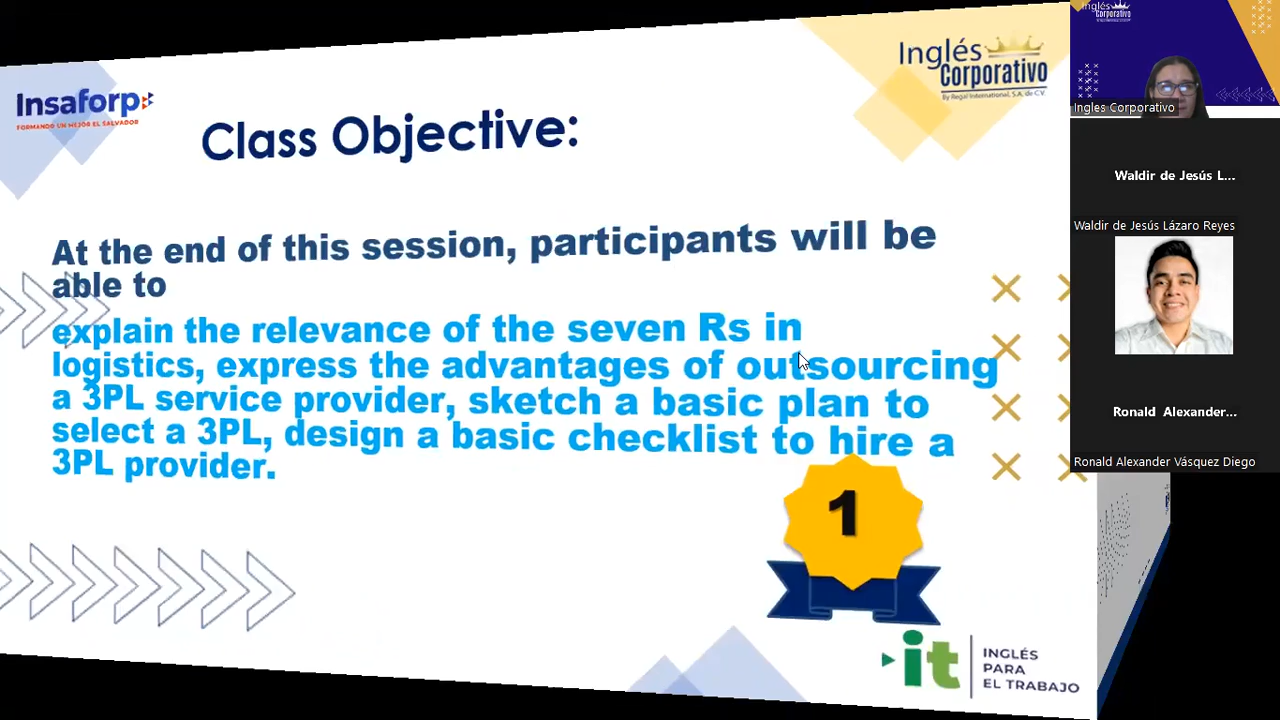 Insaforp
FORMANDO UN MEJOR EL SALVADOR
Inglés
Corporativo
By Regal International, S.A. de C.V.
Class Objective:
At the end of this session, participants will be
able to
explain the relevance of the seven Rs in
logistics, express the advantages of outsourcing
a 3PL service provider, sketch a basic plan to
select a 3PL, design a basic checklist to hire a
3PL provider.
1
it
INGLÉS
PARA
EL TRABAJO
Inglés
Corporativo
Ingles Corporativo
Waldir de Jesús L...
Waldir de Jesús Lázaro Reyes
Ronald Alexander...
Ronald Alexander Vásquez Diego